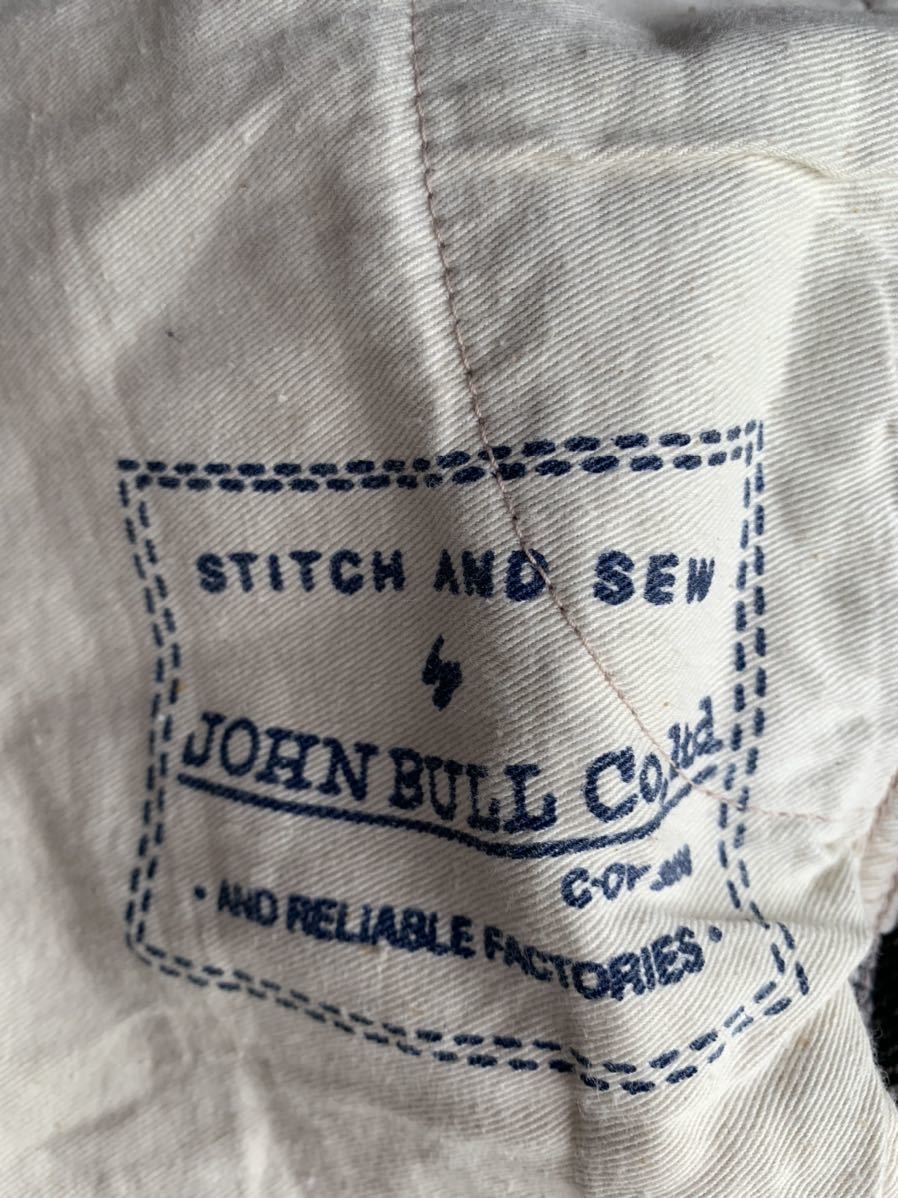 STITCH AND SEW
JOHN BULL Co,ltd
• AND RELIABLE FACTORIES •